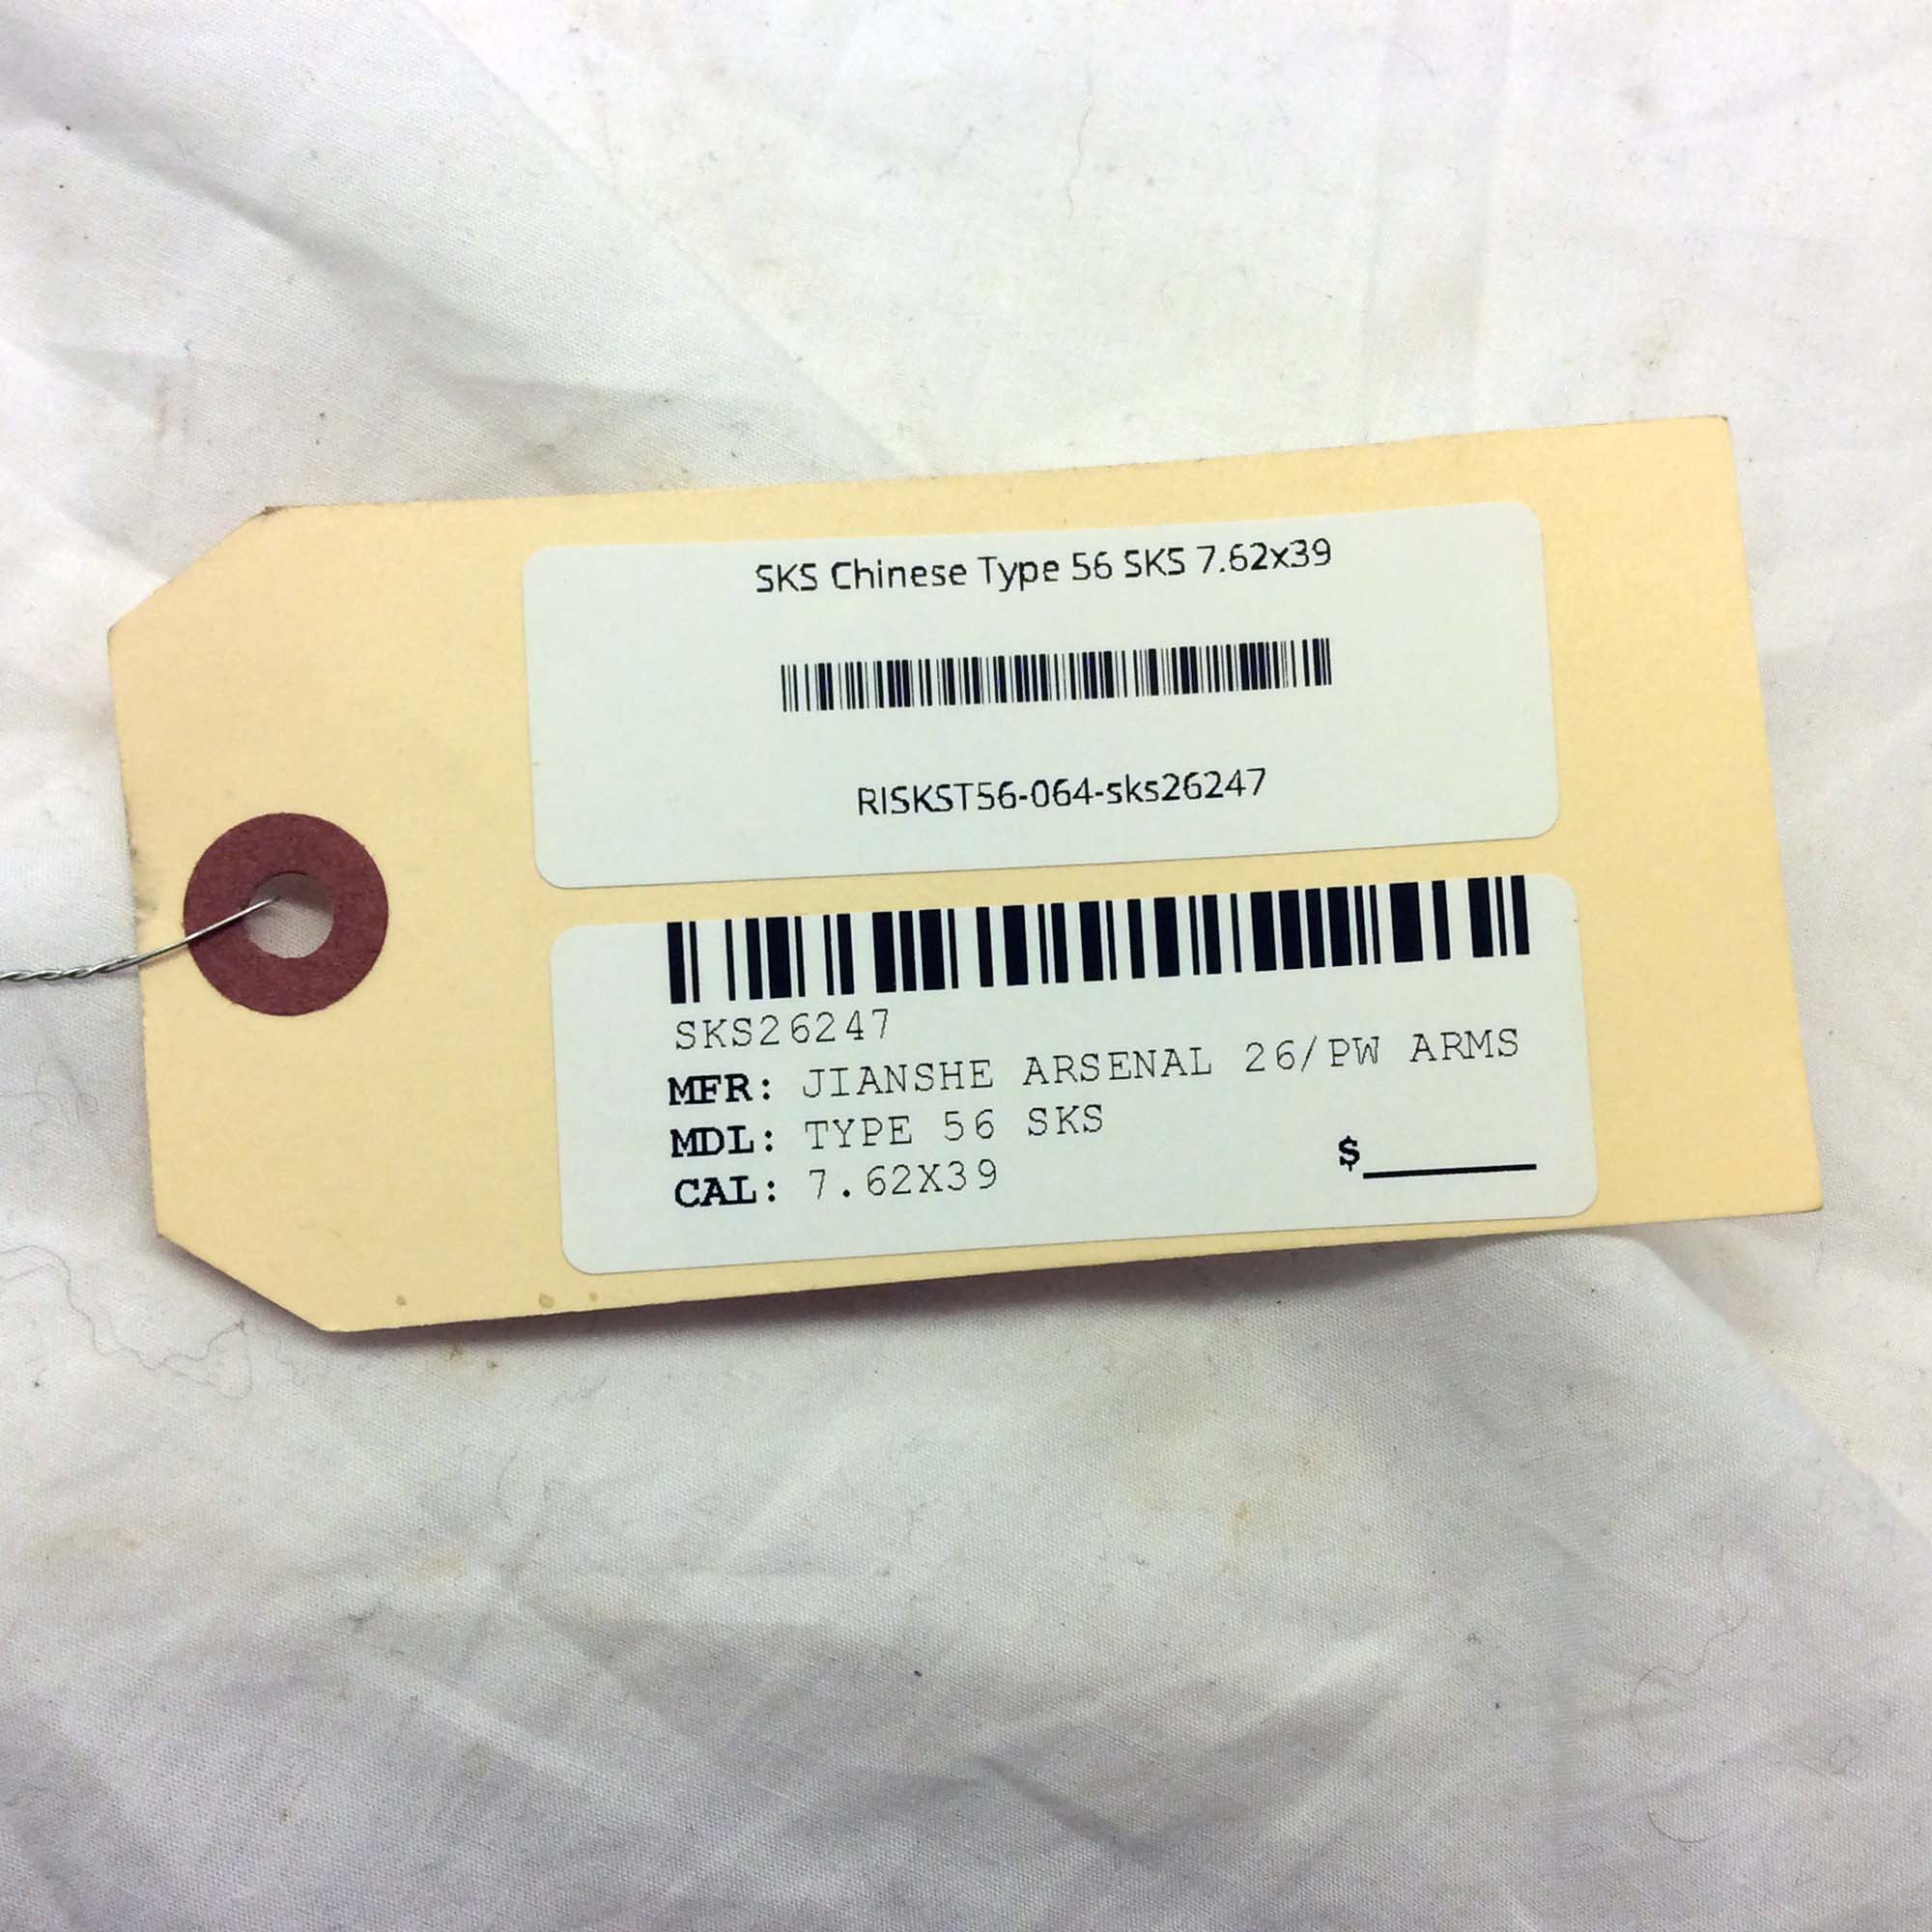 SKS Chinese Type 56 SKS 7.62x39
RISKST56-064-sks26247
SKS26247
MFR: JIANSHE ARSENAL 26/PW ARMS
MDL: TYPE 56 SKS
CAL: 7.62X39
$______